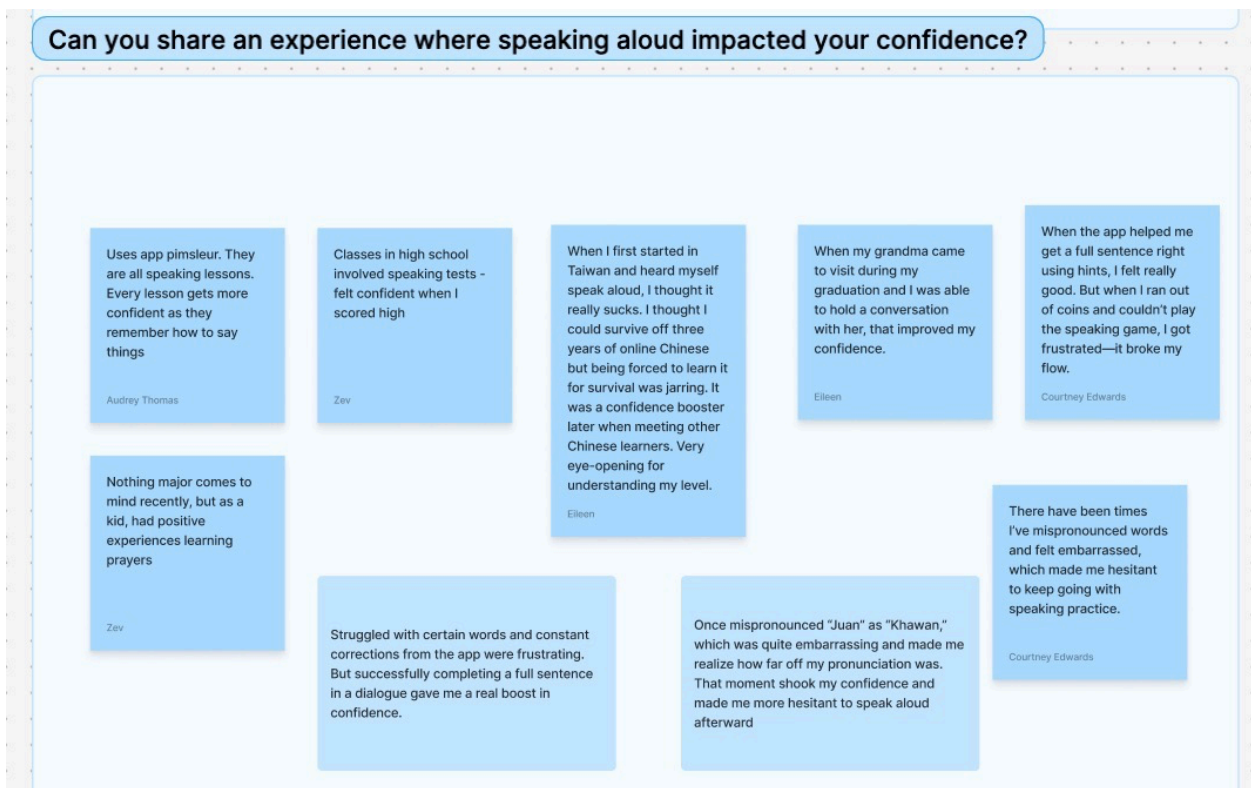 Can you share an experience where speaking aloud impacted your confidence?
Uses app pimsleur. They
are all speaking lessons.
Every lesson gets more
confident as they
remember how to say
things
Audrey Thomas
Classes in high school
involved speaking tests -
felt confident when I
scored high
Zev
When I first started in
Taiwan and heard myself
speak aloud, I thought it
really sucks. I thought I
could survive off three
years of online Chinese
but being forced to learn it
for survival was jarring. It
was a confidence booster
later when meeting other
Chinese learners. Very
eye-opening for
understanding my level.
Eileen
When my grandma came
to visit during my
graduation and I was able
to hold a conversation
with her, that improved my
confidence.
Eileen
When the app helped me
get a full sentence right
using hints, I felt really
good. But when I ran out
of coins and couldn’t play
the speaking game, I got
frustrated—it broke my
flow.
Courtney Edwards
Nothing major comes to
mind recently, but as a
kid, had positive
experiences learning
prayers
Zev
Struggled with certain words and constant
corrections from the app were frustrating.
But successfully completing a full sentence
in a dialogue gave me a real boost in
confidence.
Once mispronounced “Juan” as “Khawan,”
which was quite embarrassing and made me
realize how far off my pronunciation was.
That moment shook my confidence and
made me more hesitant to speak aloud
afterward
There have been times
I’ve mispronounced words
and felt embarrassed,
which made me hesitant
to keep going with
speaking practice.
Courtney Edwards